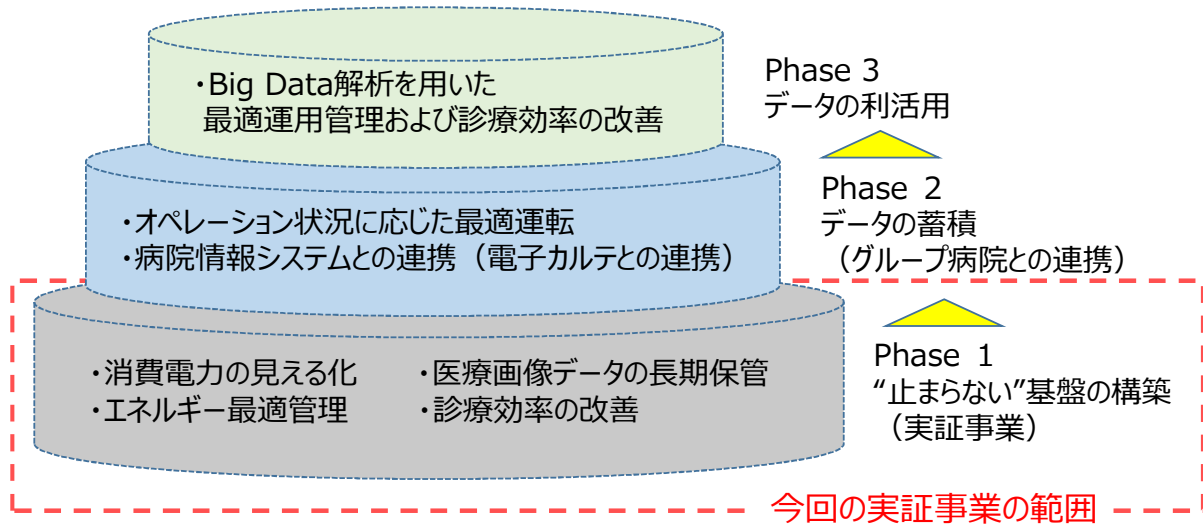 ・Big Data解析を用いた
最適運用管理および診療効率の改善
Phase 3
データの利活用
・オペレーション状況に応じた最適運転
・病院情報システムとの連携（電子カルテとの連携）
Phase 2
データの蓄積
（グループ病院との連携）
・消費電力の見える化
・エネルギー最適管理
・医療画像データの長期保管
・診療効率の改善
Phase 1
“止まらない”基盤の構築
（実証事業）
今回の実証事業の範囲